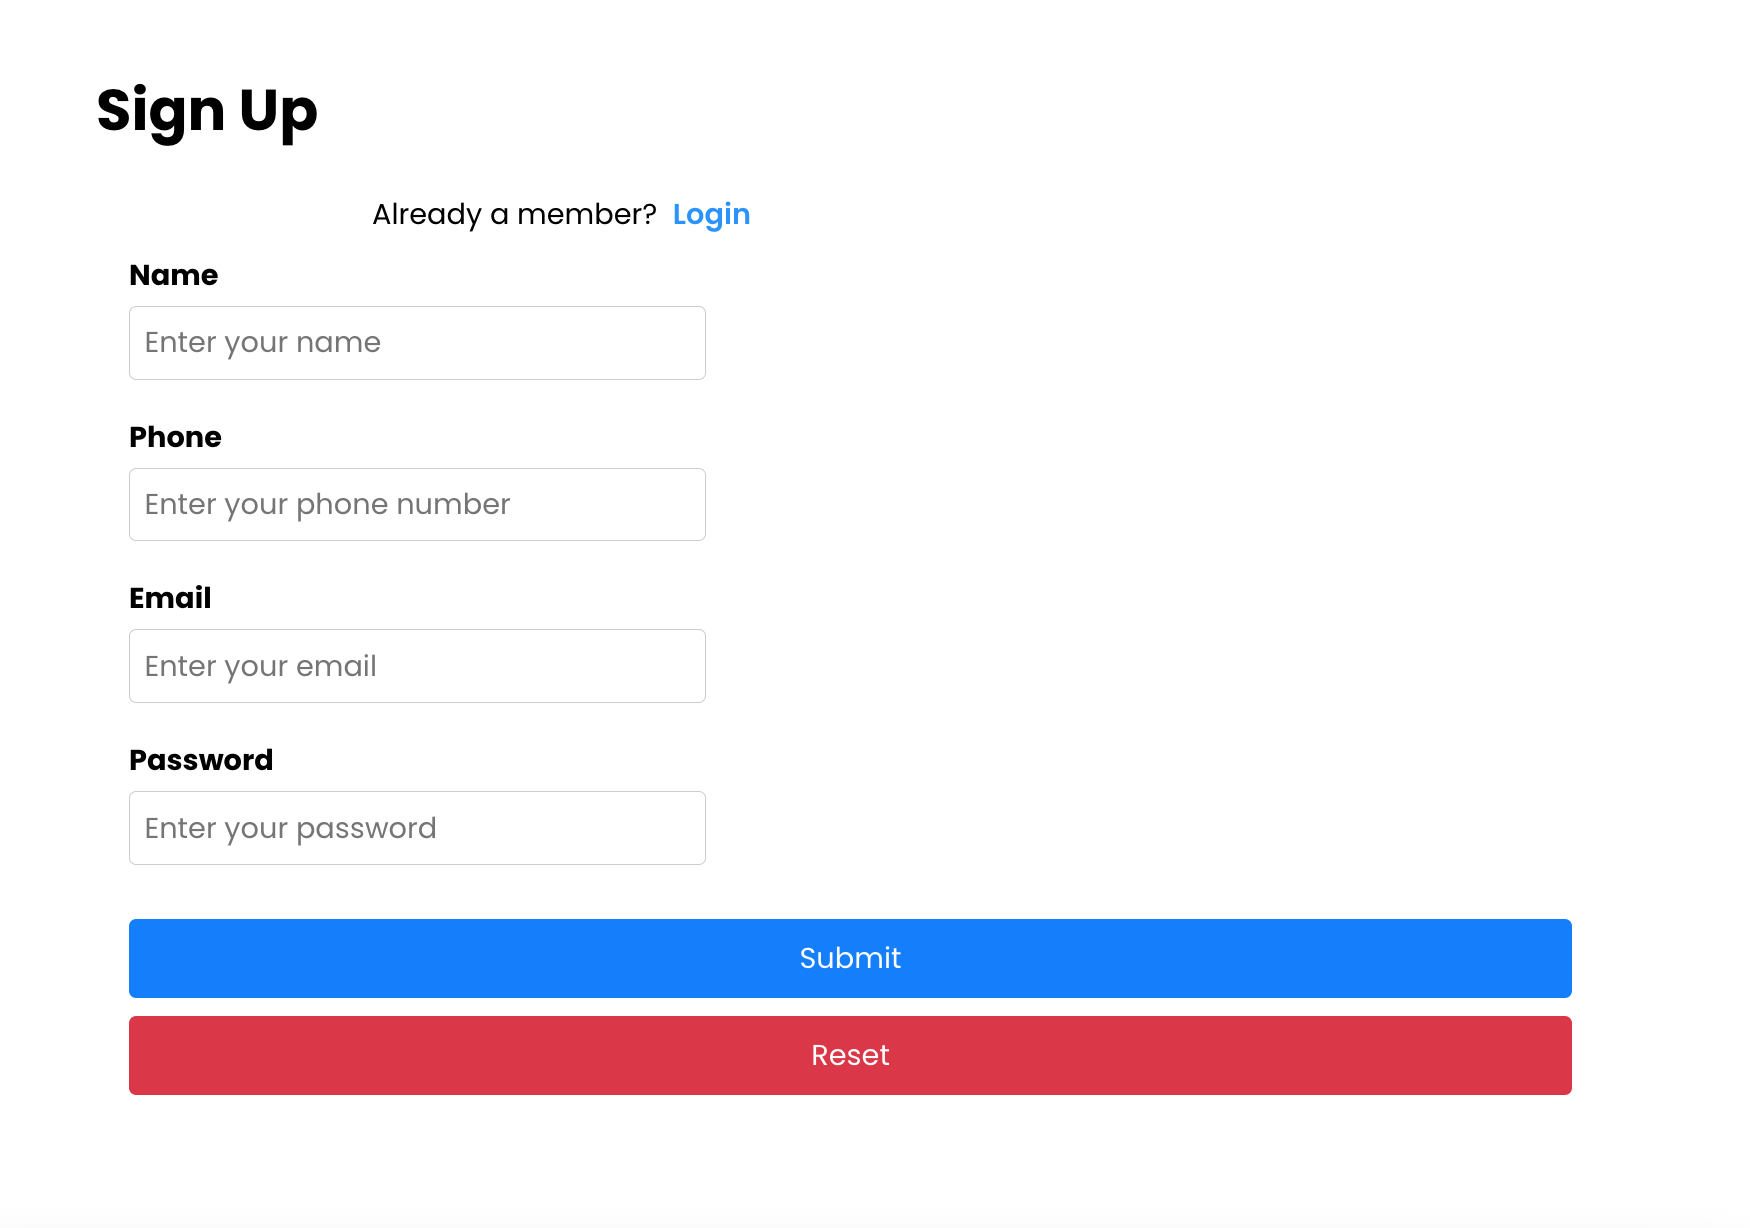 Sign Up
Already a member? Login
Name
Enter your name
Phone
Enter your phone number
Email
Enter your email
Password
Enter your password
Submit
Reset